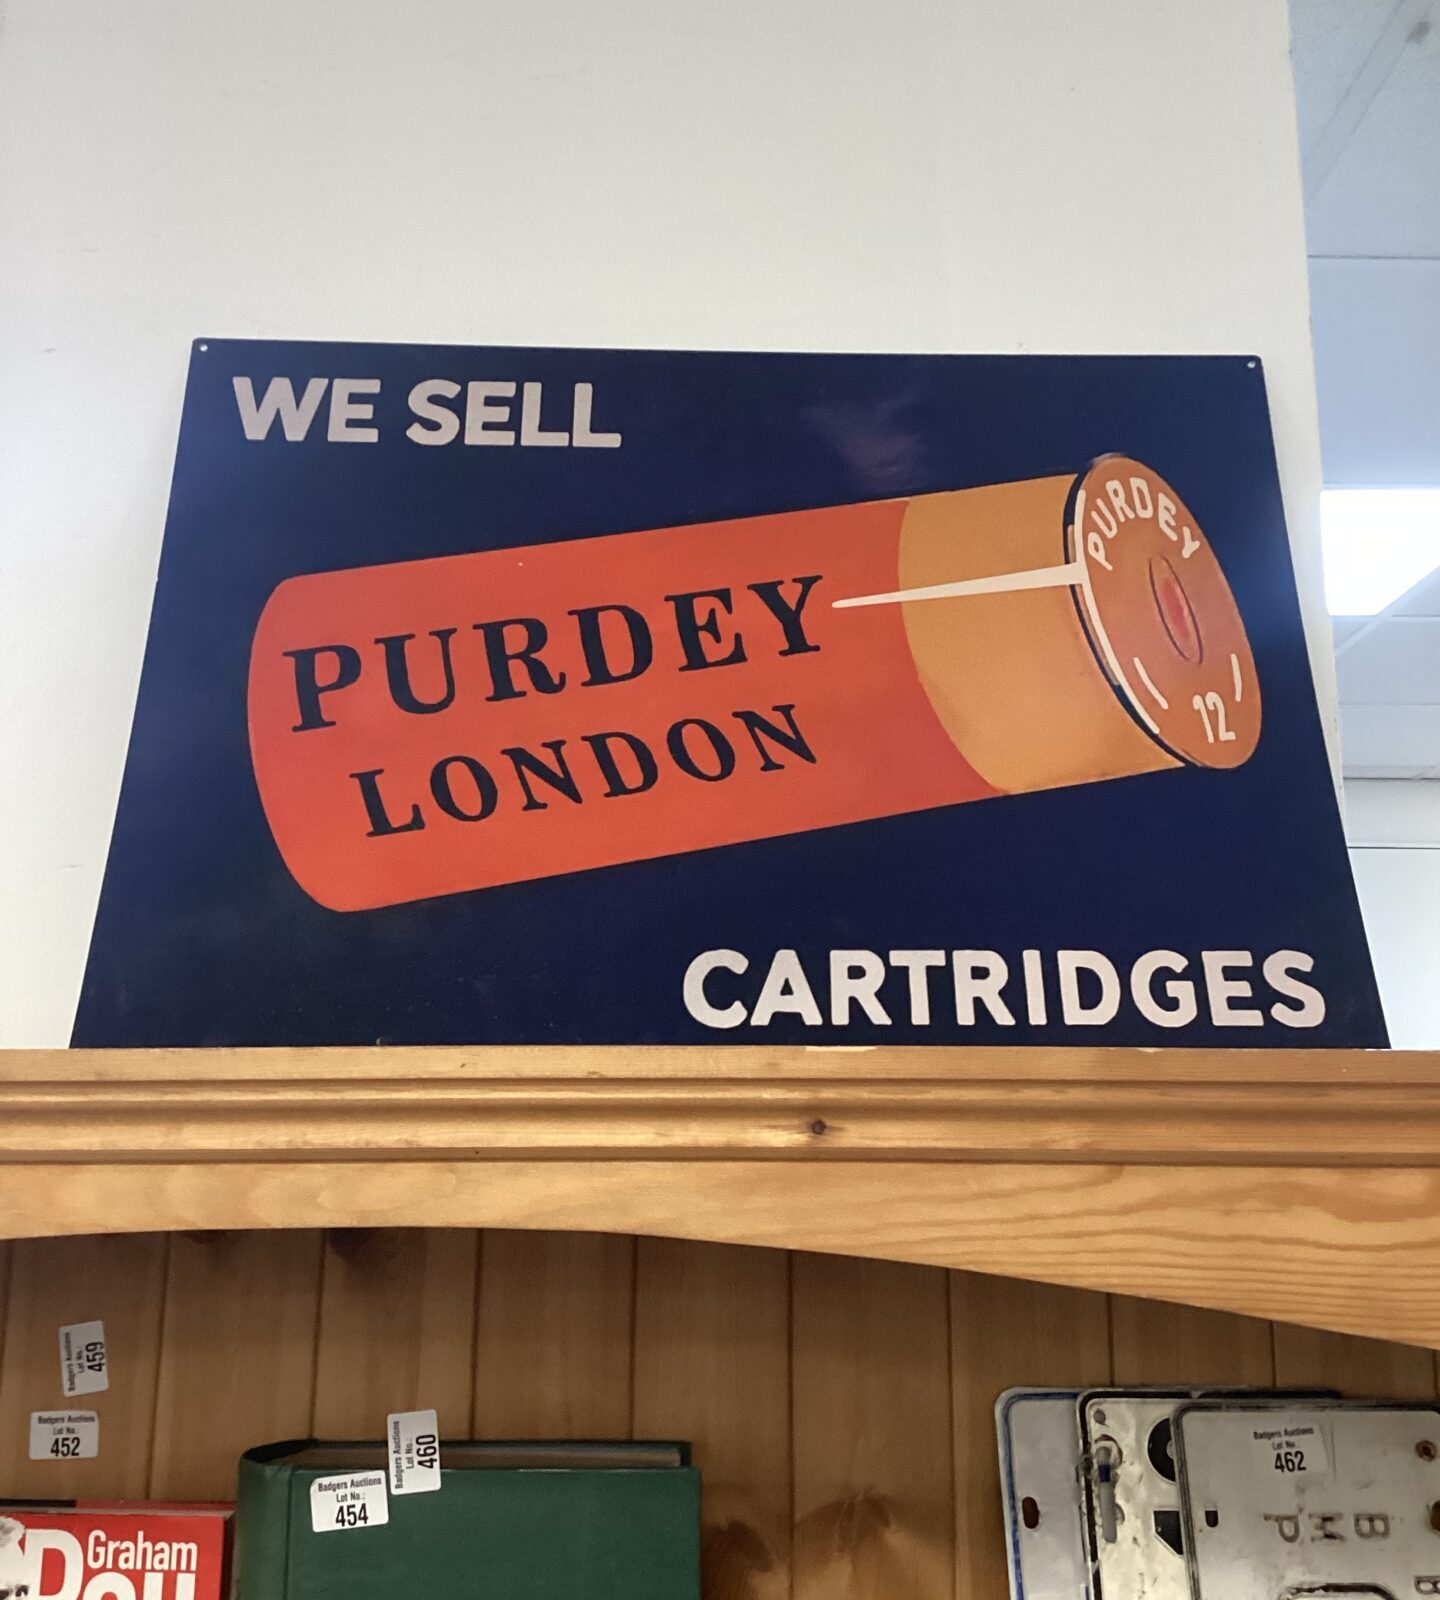 WE SELL
PURDEY
LONDON
PURDEY
12
CARTRIDGES
Badgers Auctions
Lot No.:
459
Badgers Auctions
Lot No.:
452
Badgers Auctions
Lot No.:
460
Badgers Auctions
Lot No.:
454
Badgers Auctions
Lot No.:
462
Graham